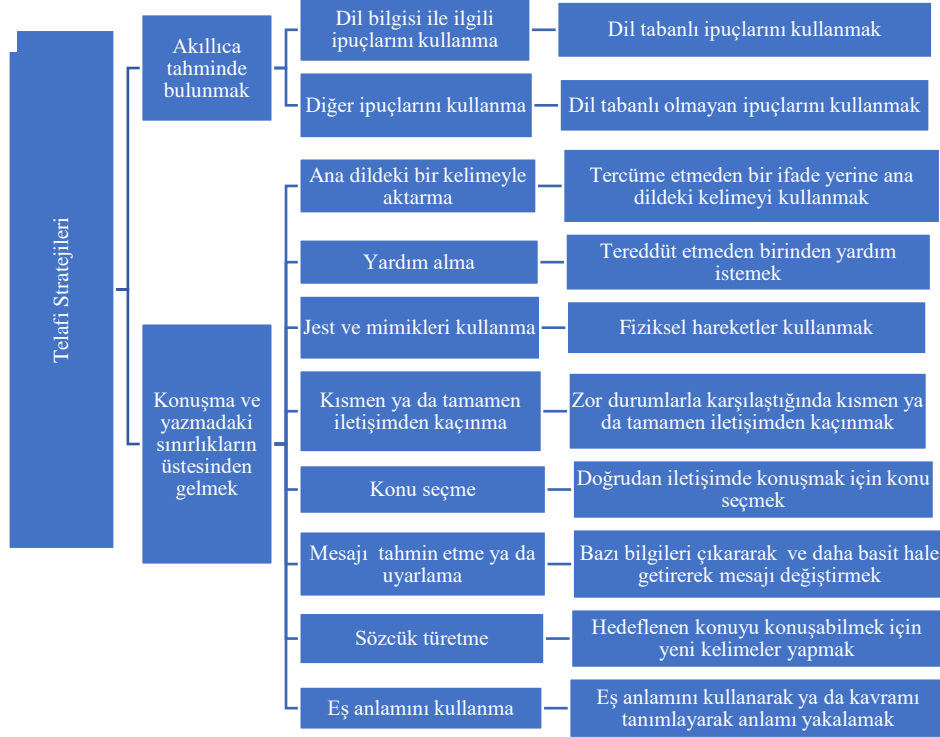 Telafi Stratejileri
Akıllıca
tahminde
bulunmak
Dil bilgisi ile ilgili
ipuçlarını kullanma
Dil tabanlı ipuçlarını kullanmak
Diğer ipuçlarını kullanma
Dil tabanlı olmayan ipuçlarını kullanmak
Konuşma ve
yazmadaki
sınırlıkların
üstesinden
gelmek
Ana dildeki bir kelimeyle
aktarma
Tercüme etmeden bir ifade yerine ana
dildeki kelimeyi kullanmak
Yardım alma
Tereddüt etmeden birinden yardım
istemek
Jest ve mimikleri kullanma
Fiziksel hareketler kullanmak
Kısmen ya da tamamen
iletişimden kaçınma
Zor durumlarla karşılaştığında kısmen ya
da tamamen iletişimden kaçınmak
Konu seçme
Doğrudan iletişimde konuşmak için konu
seçmek
Mesajı tahmin etme ya da
uyarlama
Bazı bilgileri çıkararak ve daha basit hale
getirerek mesajı değiştirmek
Sözcük türetme
Hedeflenen konuyu konuşabilmek için
yeni kelimeler yapmak
Eş anlamını kullanma
Eş anlamını kullanarak ya da kavramı
tanımlayarak anlamı yakalamak